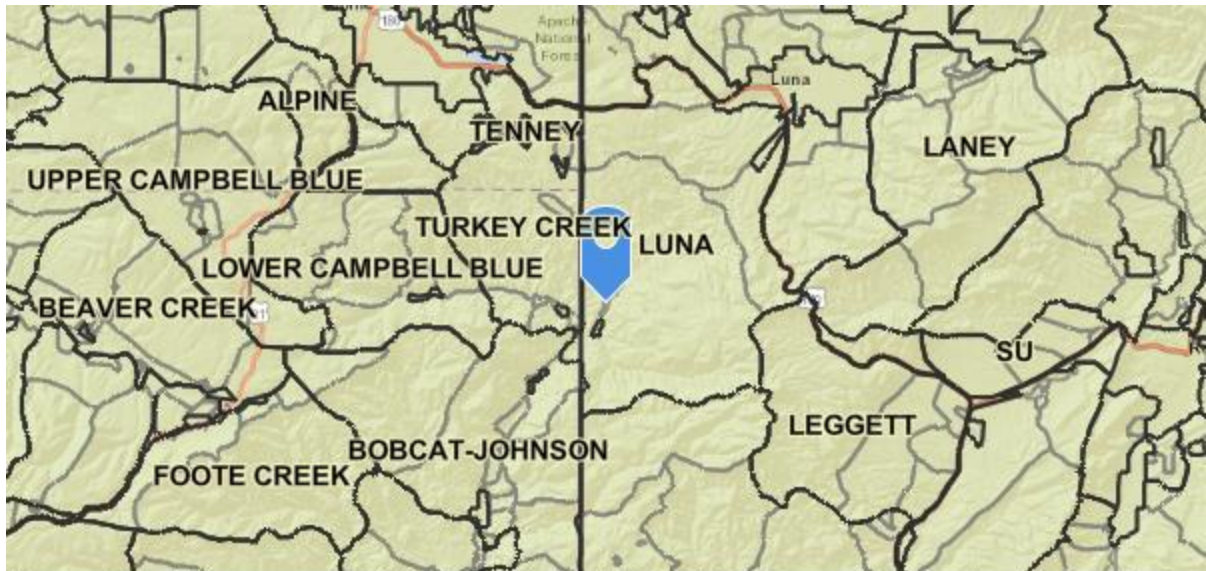 180
Apache
National
Forest
Luna
ALPINE
TENNEY
LANEY
UPPER CAMPBELL BLUE
TURKEY CREEK
LUNA
LOWER CAMPBELL BLUE
BEAVER CREEK
SU
LEGGETT
BOBCAT-JOHNSON
FOOTE CREEK